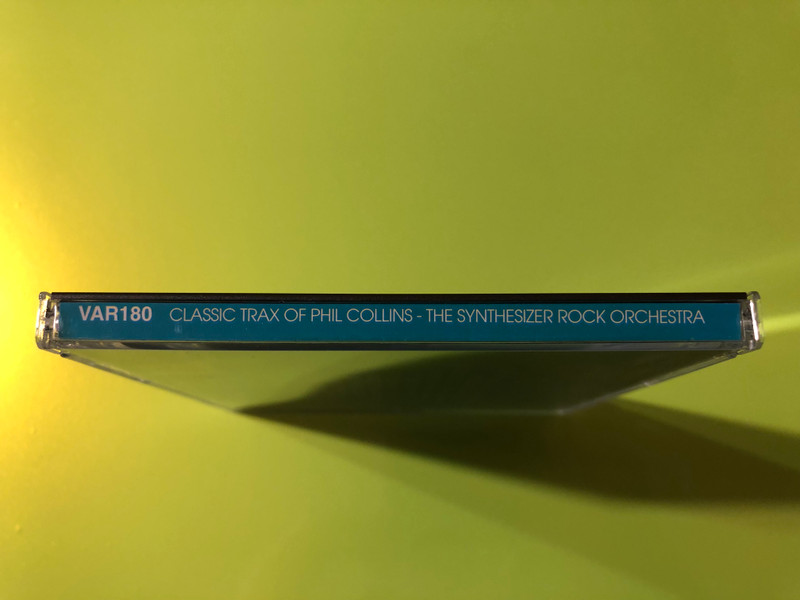 VAR180 CLASSIC TRAX OF PHIL COLLINS - THE SYNTHESIZER ROCK ORCHESTRA